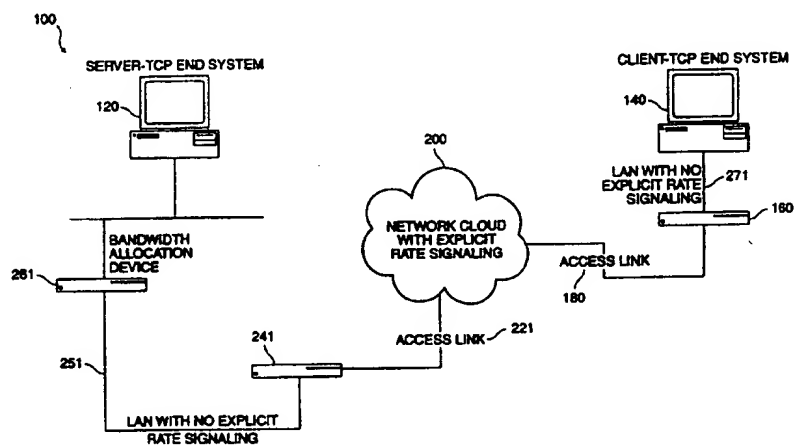 100
SERVER-TCP END SYSTEM
120
CLIENT-TCP END SYSTEM
140
200
LAN WITH NO
EXPLICIT RATE
SIGNALING
271
160
NETWORK CLOUD
WITH EXPLICIT
RATE SIGNALING
BANDWIDTH
ALLOCATION
DEVICE
261
ACCESS LINK
180
ACCESS LINK
221
241
251
LAN WITH NO EXPLICIT
RATE SIGNALING